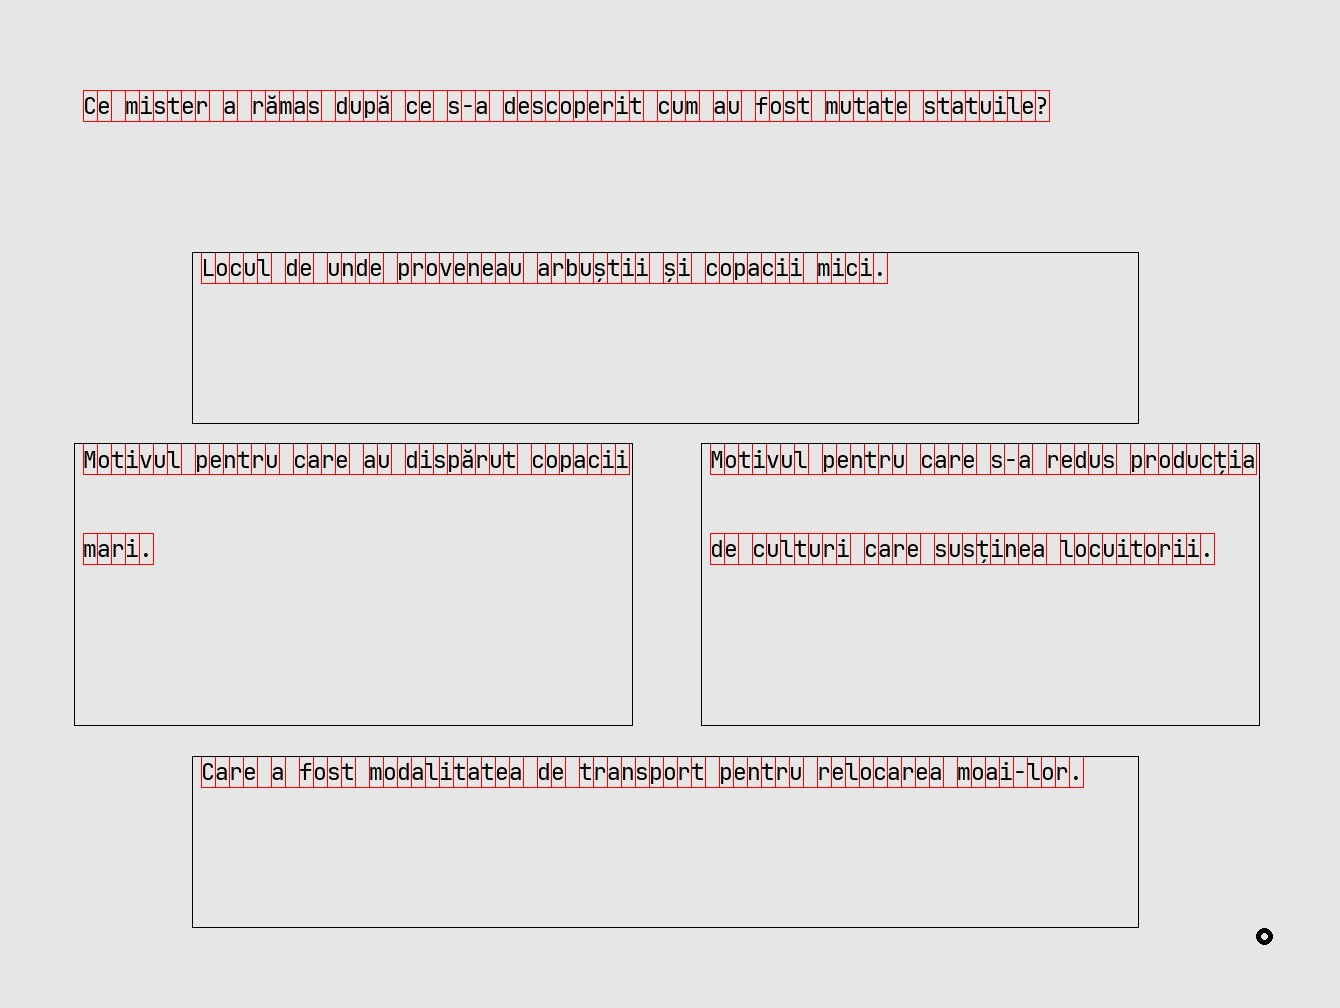 Ce mister a rămas după ce s-a descoperit cum au fost mutate statuile?
Locul de unde proveneau arbuștii și copacii mici.
Motivul pentru care au dispărut copacii
mari.
Motivul pentru care s-a redus producția
de culturi care susținea locuitorii.
Care a fost modalitatea de transport pentru relocarea moai-lor.